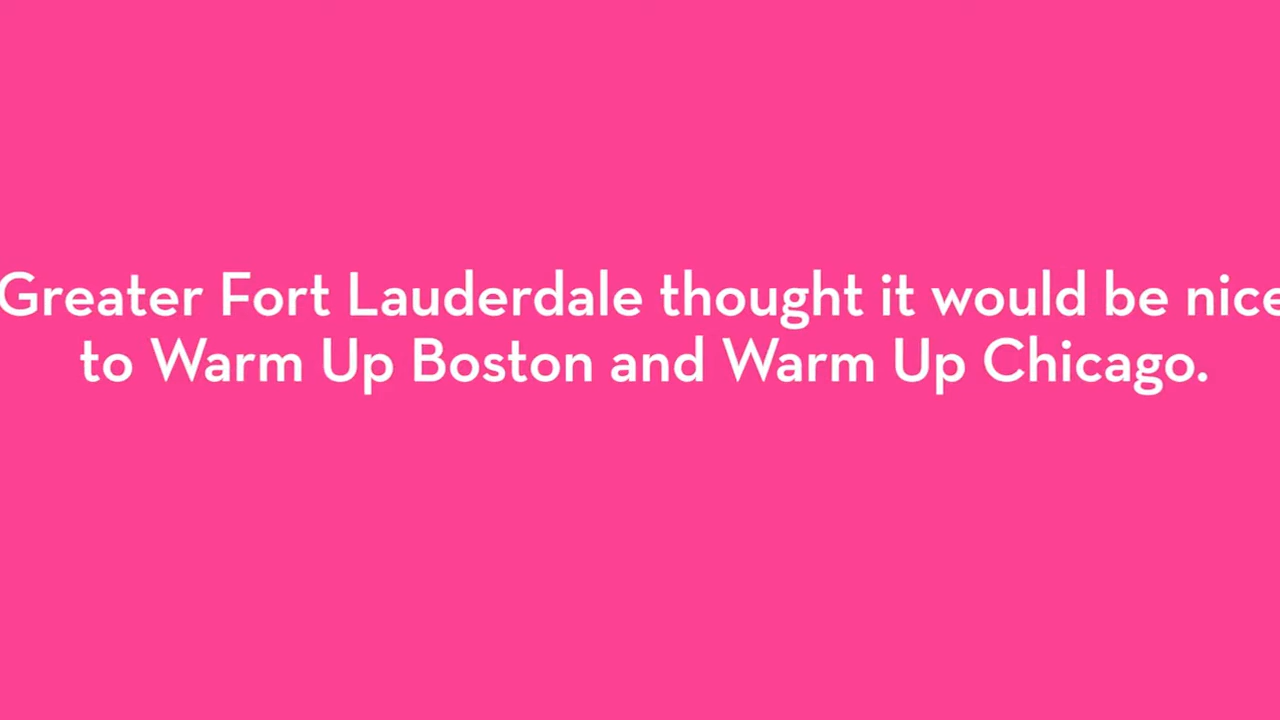 Greater Fort Lauderdale thought it would be nice
to Warm Up Boston and Warm Up Chicago.